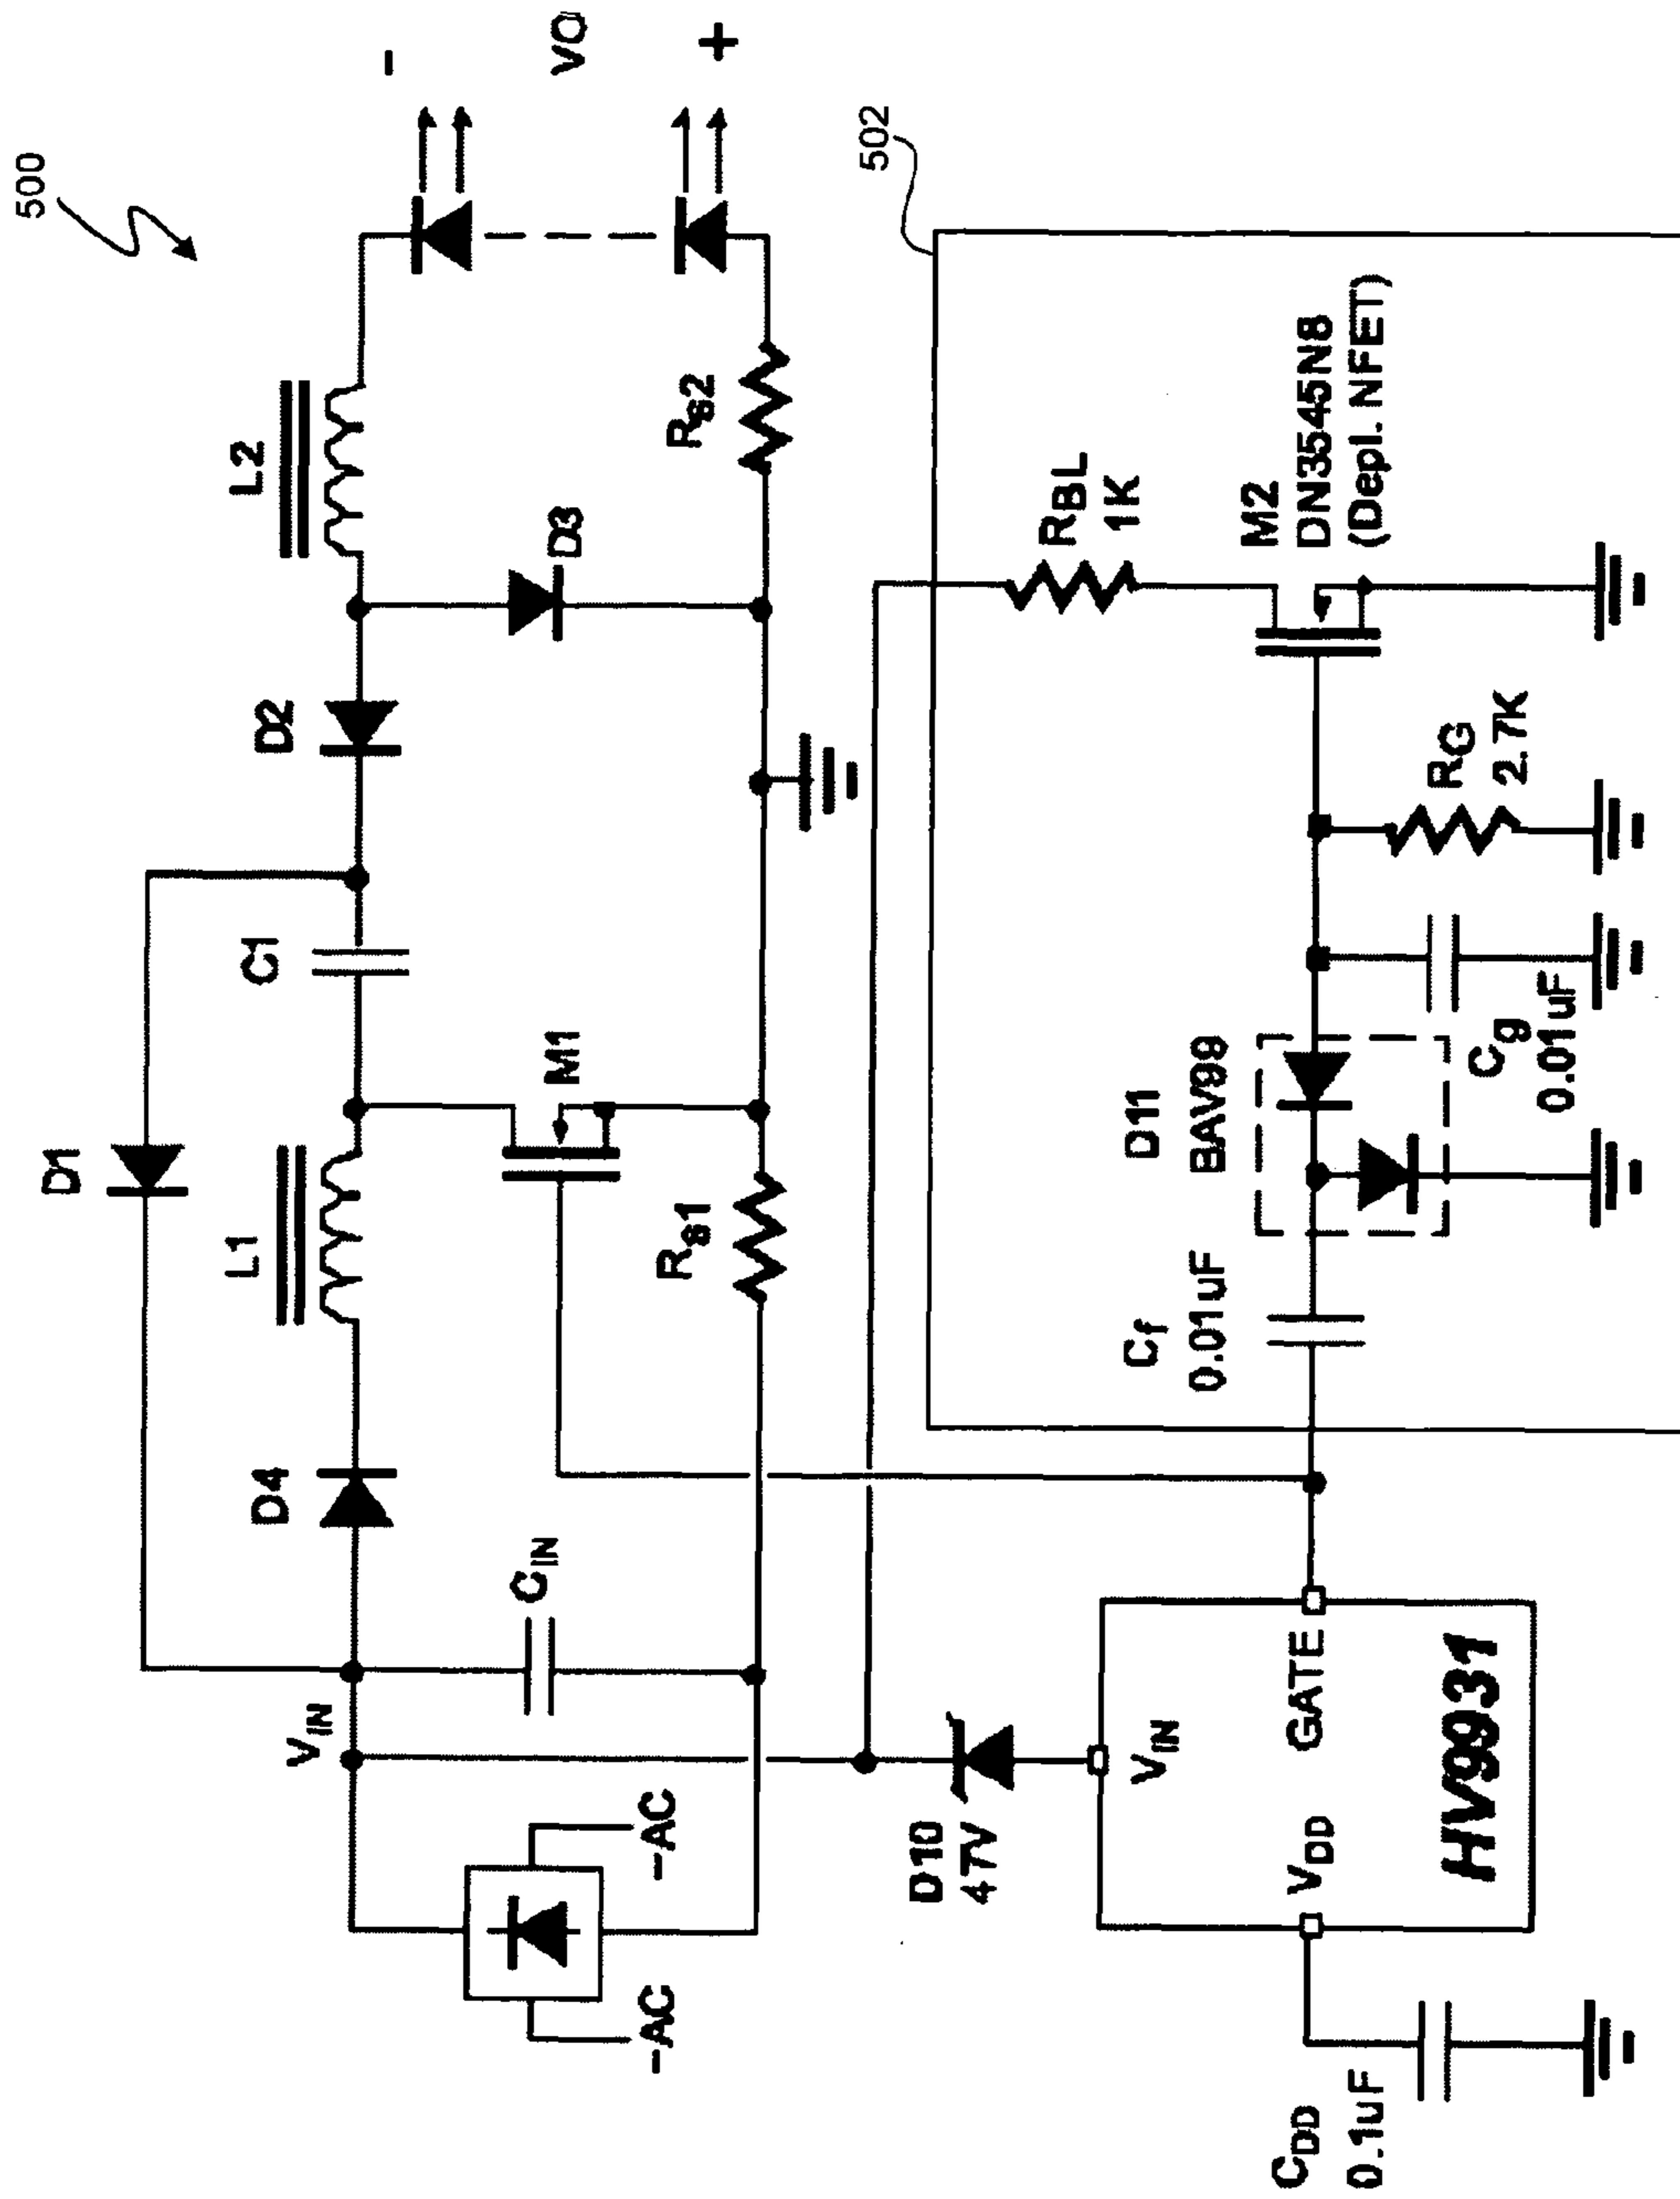 500
D1
L1
C1
D2
L2
D4
VIN
CIN
M1
D3
Rs1
Rs2
-
VO
+
-AC
-AC
502
D10
47V
VIN
VDD
GATE
HV9931
CDD
0.1uF
Cf
0.01uF
D11
BAV99
Cg
0.01uF
RG
2.7K
RBL
1K
M2
DN3545N8
(Depl. NFET)